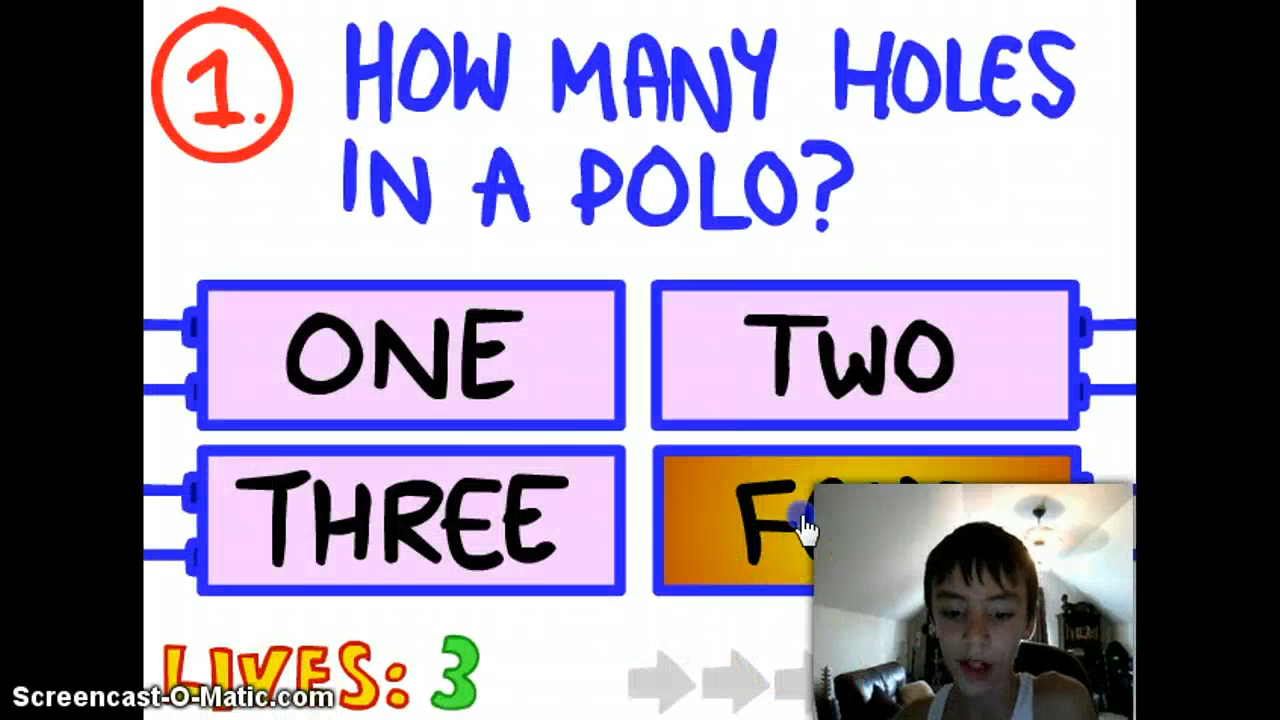 1. HOW MANY HOLES
IN A POLO?
ONE TWO
THREE
LIVES: 3
Screencast-O-Matic.com